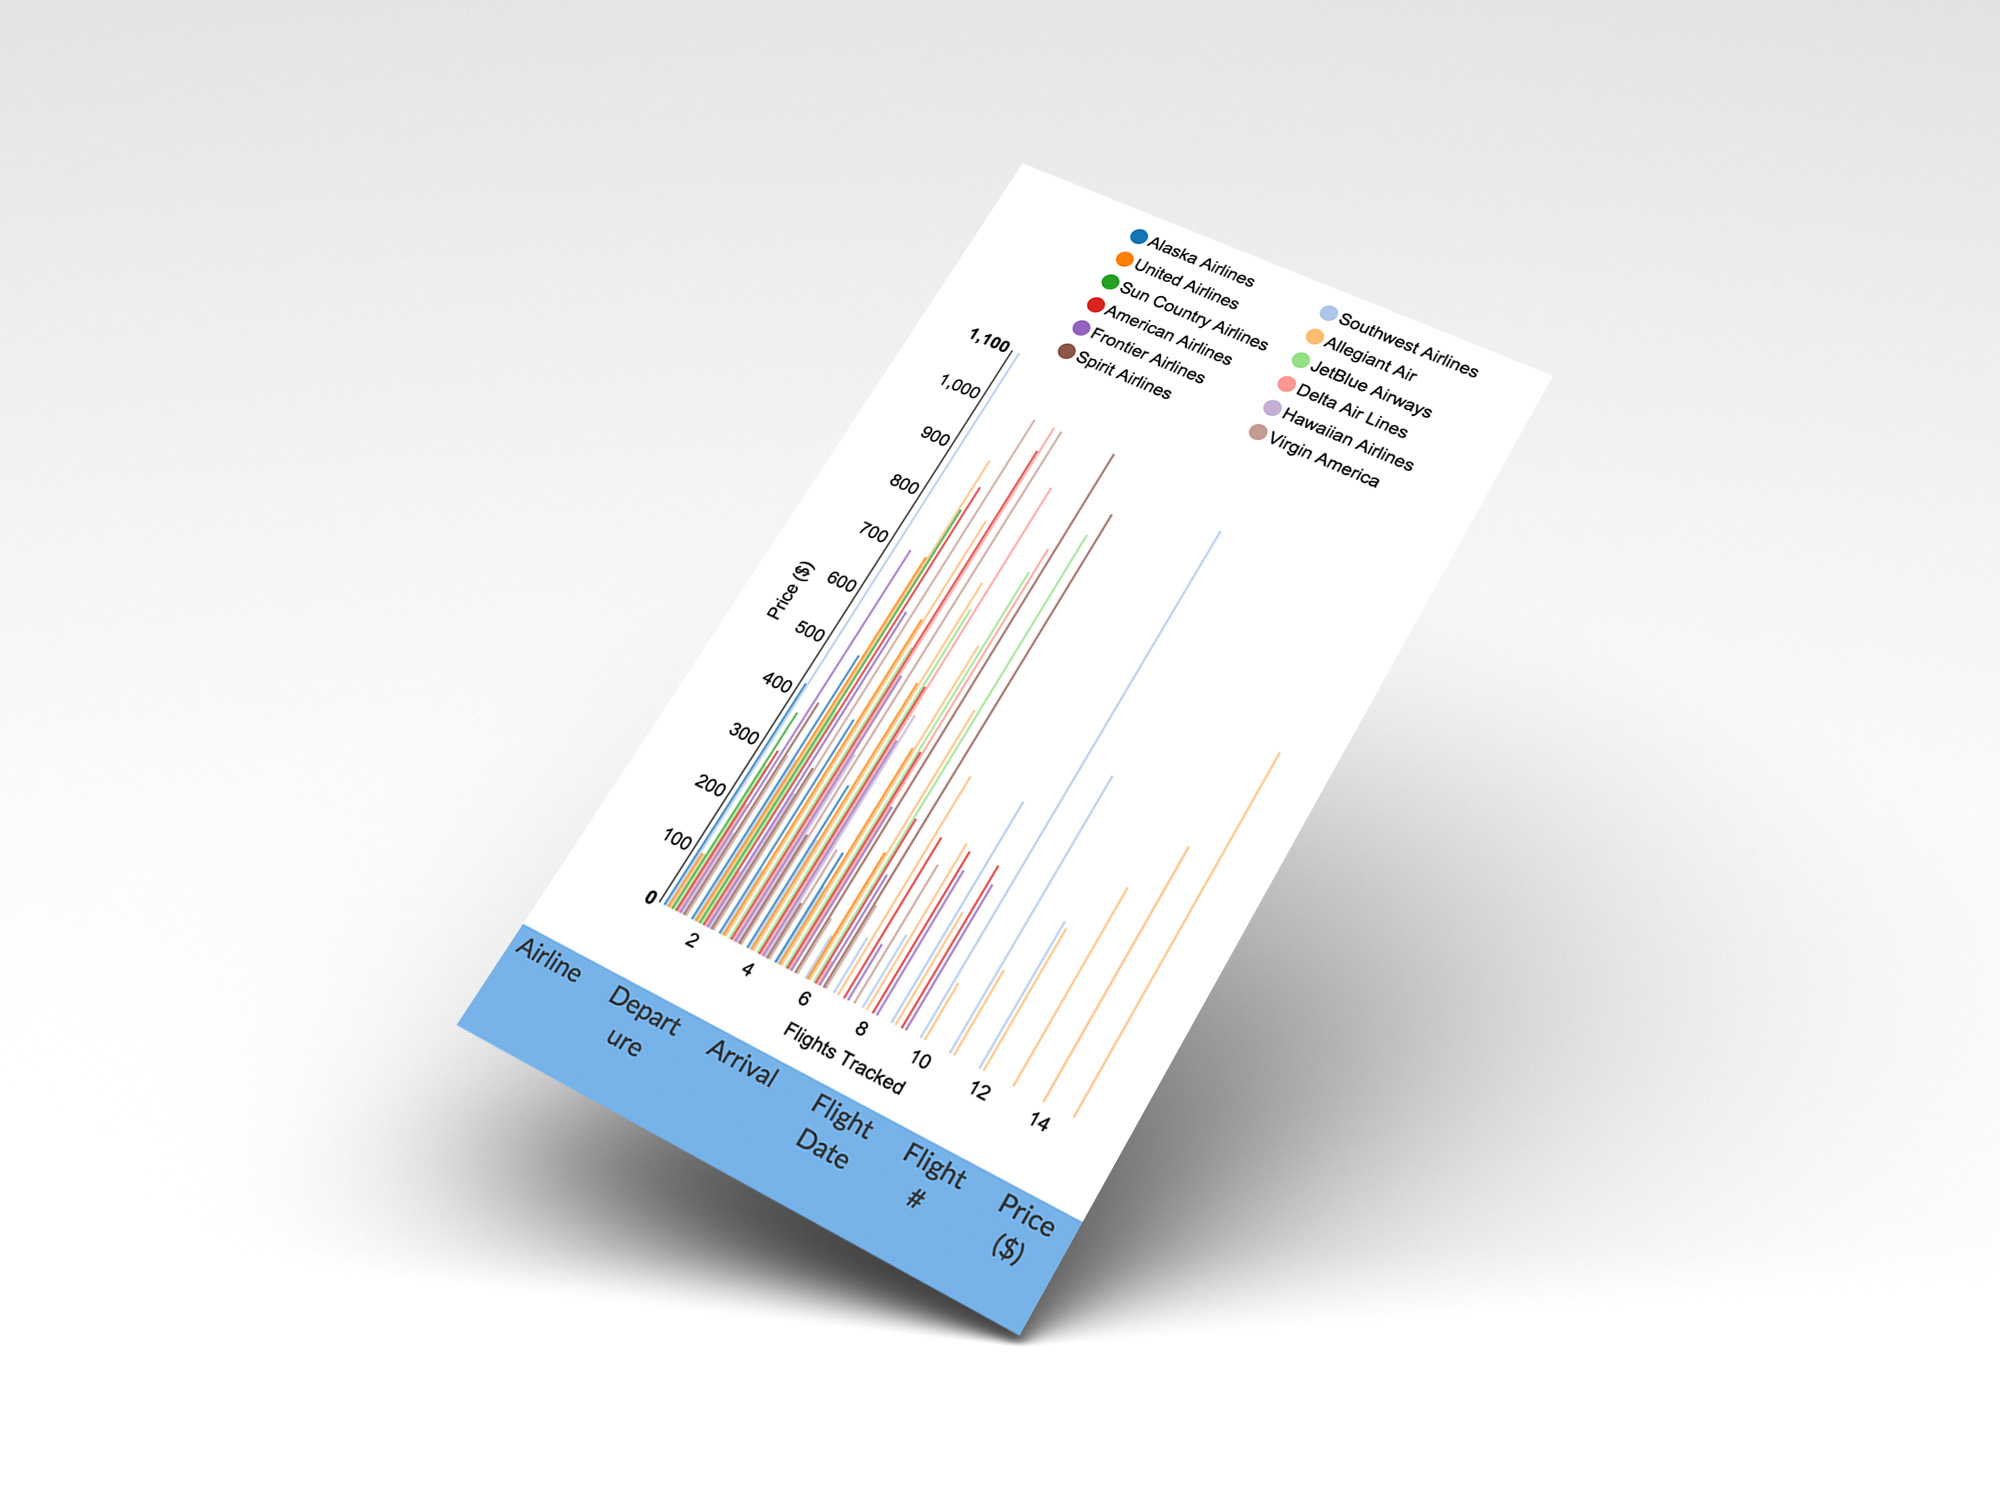 Alaska Airlines
United Airlines
Sun Country Airlines
American Airlines
Frontier Airlines
Spirit Airlines
Southwest Airlines
Allegiant Air
JetBlue Airways
Delta Air Lines
Hawaiian Airlines
Virgin America
1,100
1,000
900
800
700
600
500
400
300
200
100
0
Price ($)
2
4
6
8
10
12
14
Flights Tracked
Airline
Depart
ure
Arrival
Flight
Date
Flight
#
Price
($)